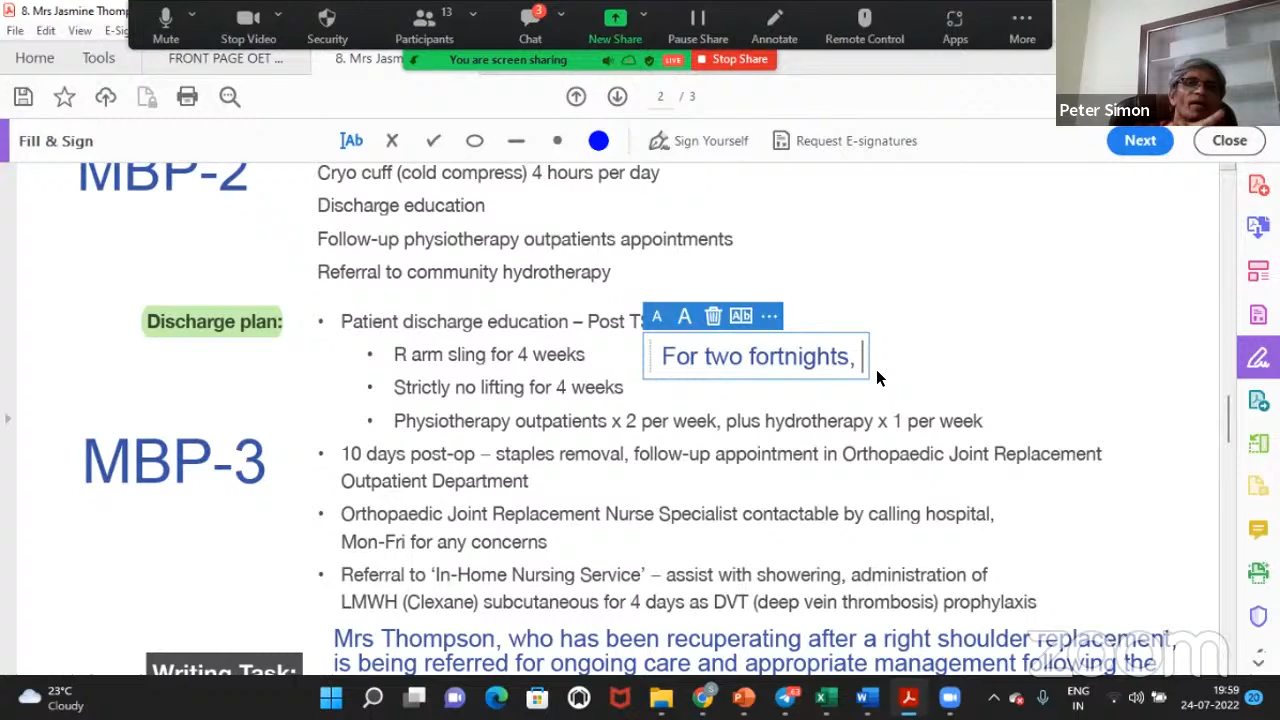 8. Mrs Jasmine Thomp
File Edit View E-Sig
Mute Stop Video Security Participants 13 Chat 3 New Share Pause Share Annotate Remote Control Apps More
You are screen sharing LIVE Stop Share
Peter Simon
Home Tools FRONT PAGE OET ... 8. Mrs Jasm
2 / 3
Fill & Sign Ab Sign Yourself Request E-signatures Next Close
MBP-2
Cryo cuff (cold compress) 4 hours per day
Discharge education
Follow-up physiotherapy outpatients appointments
Referral to community hydrotherapy
Discharge plan: • Patient discharge education – Post TS
A A Ab ...
• R arm sling for 4 weeks
For two fortnights,
• Strictly no lifting for 4 weeks
• Physiotherapy outpatients x 2 per week, plus hydrotherapy x 1 per week
MBP-3
• 10 days post-op – staples removal, follow-up appointment in Orthopaedic Joint Replacement
Outpatient Department
• Orthopaedic Joint Replacement Nurse Specialist contactable by calling hospital,
Mon-Fri for any concerns
• Referral to ‘In-Home Nursing Service’ – assist with showering, administration of
LMWH (Clexane) subcutaneous for 4 days as DVT (deep vein thrombosis) prophylaxis
Mrs Thompson, who has been recuperating after a right shoulder replacement,
is being referred for ongoing care and appropriate management following the
Writing Task:
zoom
23°C
Cloudy
63
ENG
IN
19:59
24-07-2022
20